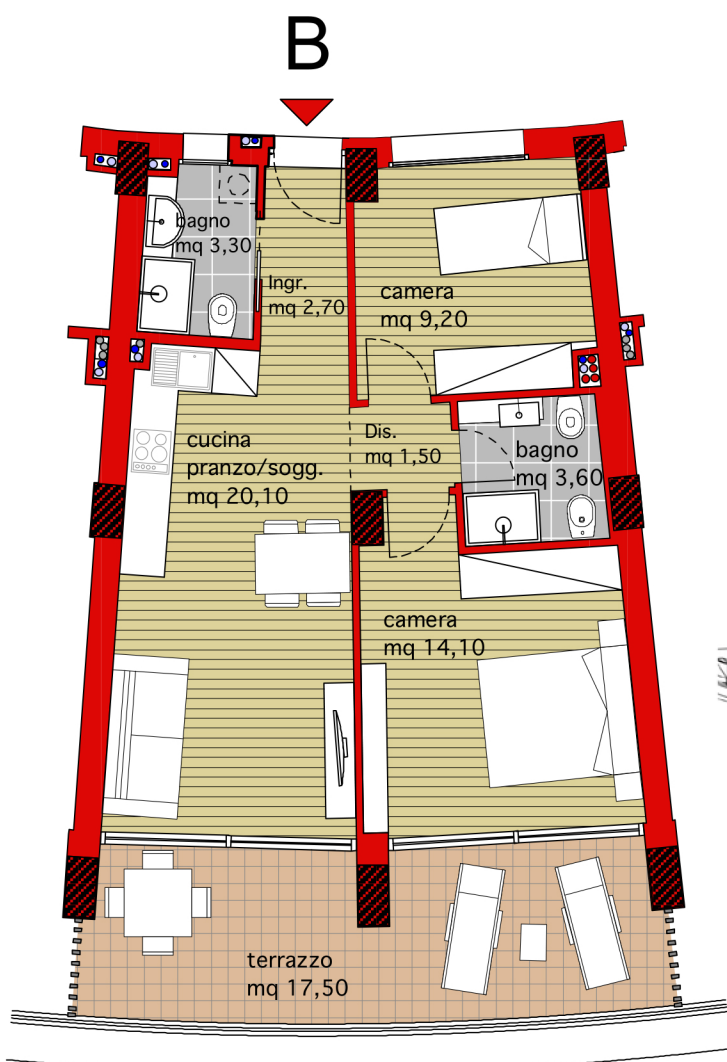 B
bagno
mq 3,30
Ingr.
mq 2,70
camera
mq 9,20
cucina
pranzo/sogg.
mq 20,10
Dis.
mq 1,50
bagno
mq 3,60
camera
mq 14,10
terrazzo
mq 17,50